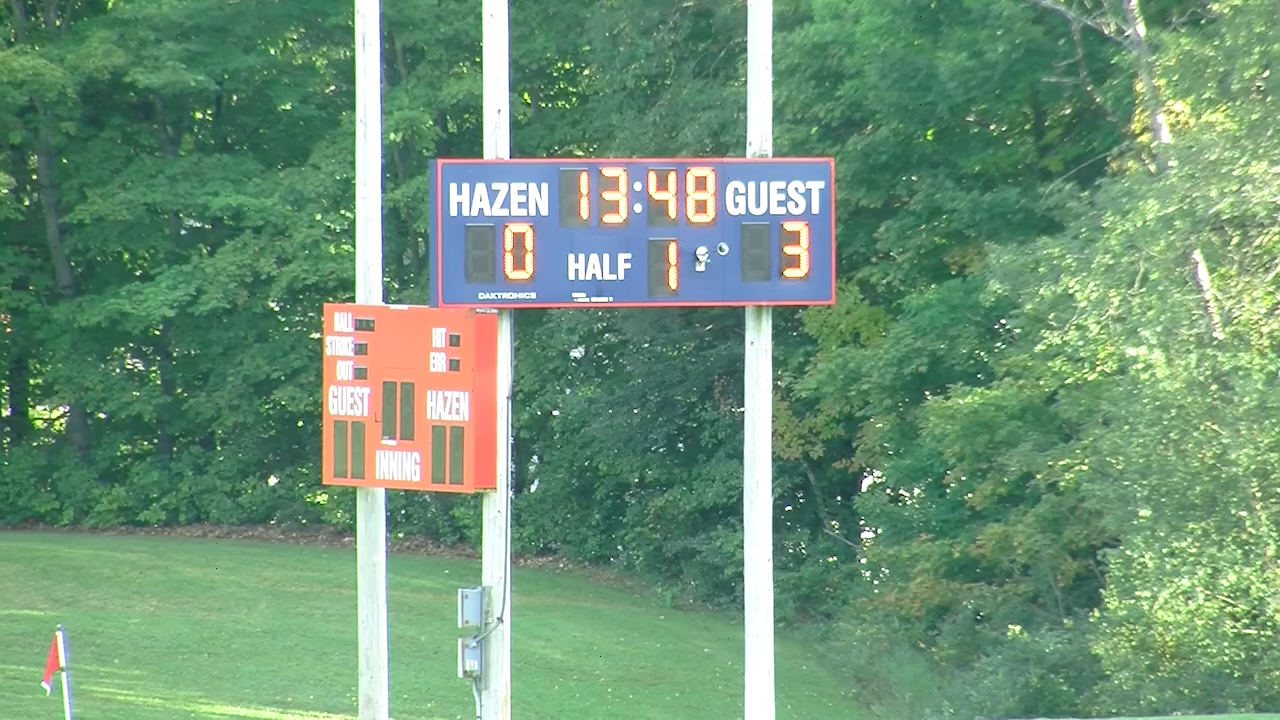 HAZEN 13:48 GUEST
0 HALF 1 3
DAKTRONICS
BALL HIT
STRIKE ERR
OUT
GUEST HAZEN
INNING